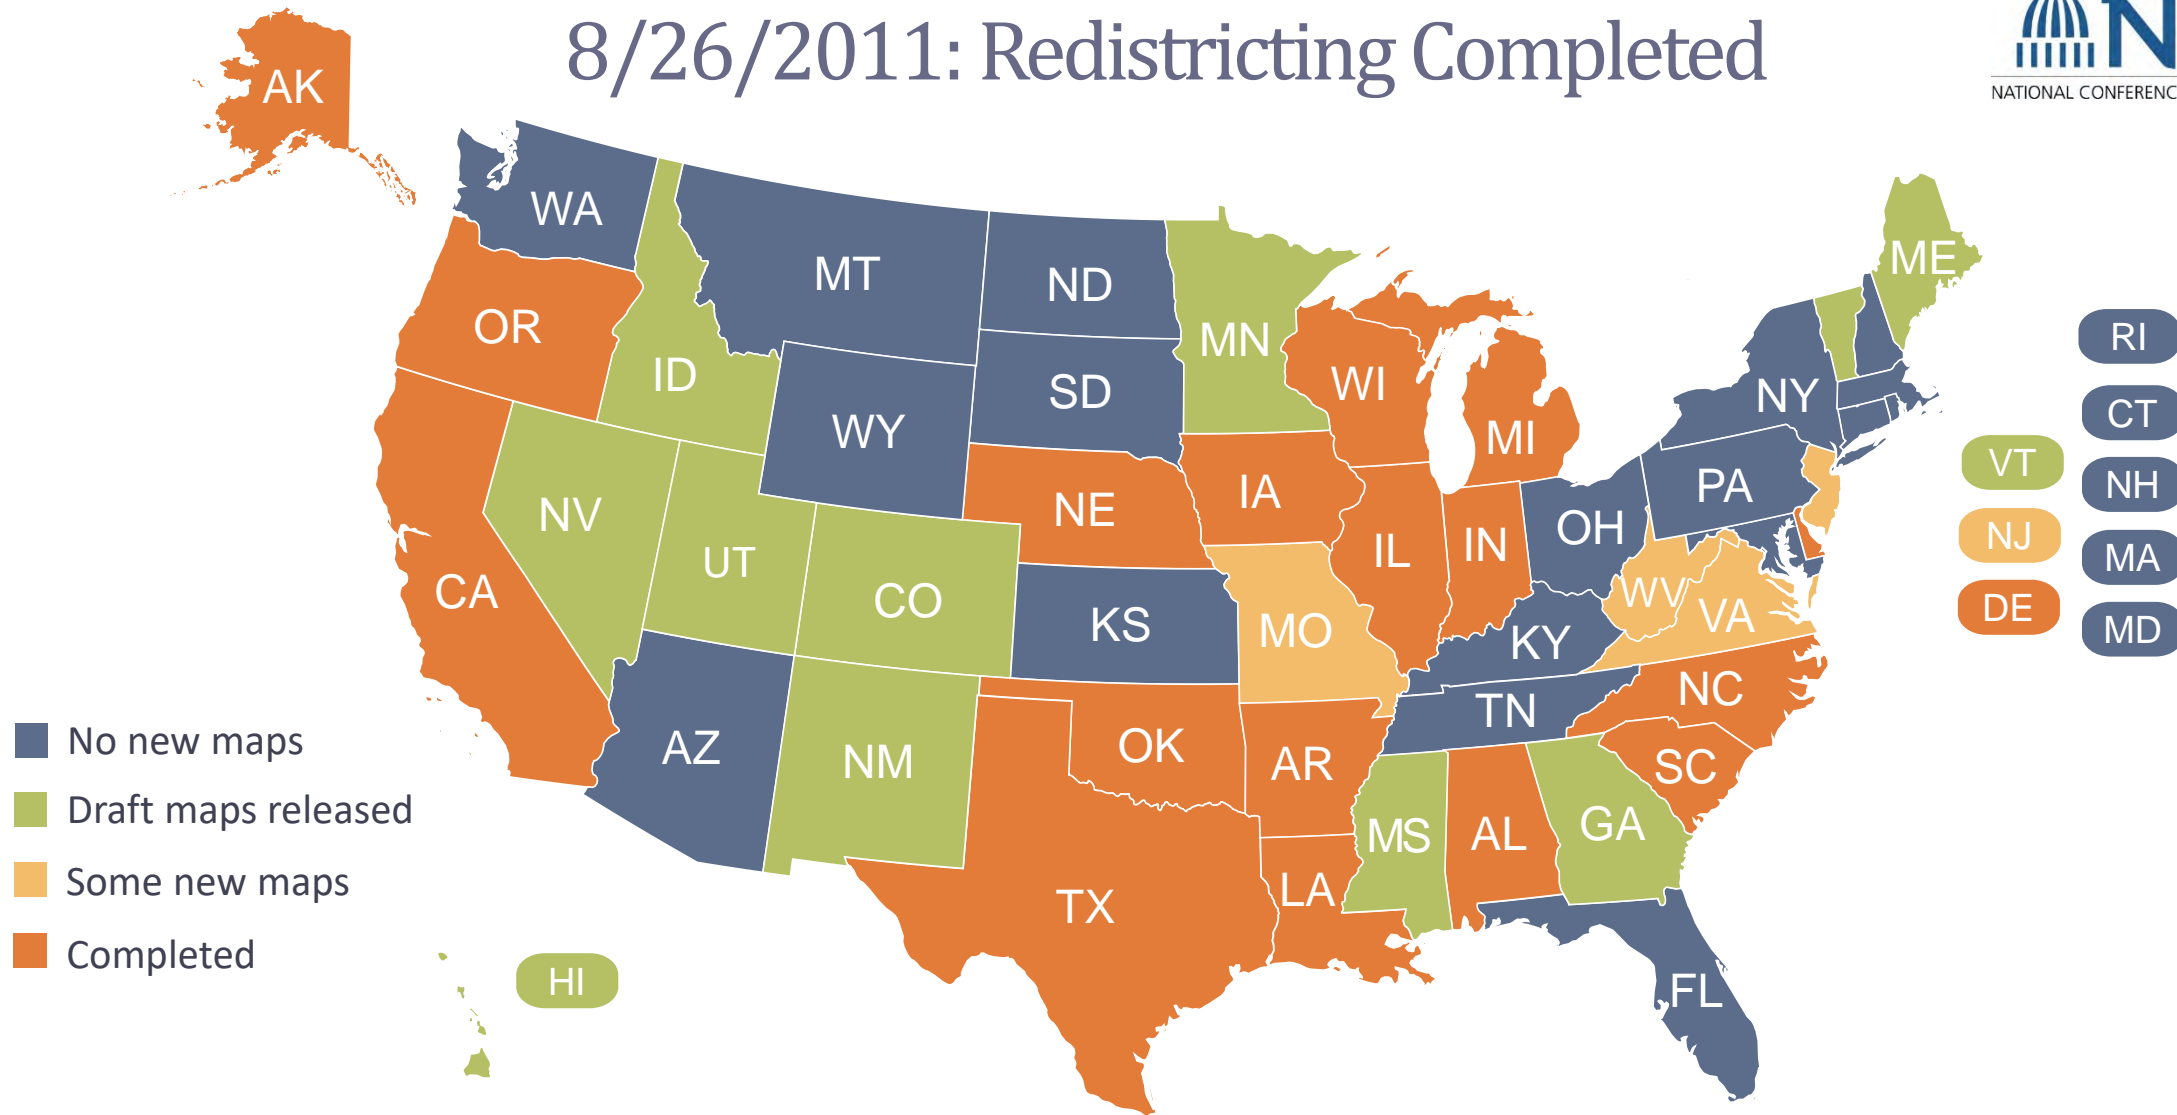 8/26/2011: Redistricting Completed
N
NATIONAL CONFERENC
AK
WA
MT
ND
MN
ME
OR
ID
WY
SD
WI
MI
NY
RI
CT
NH
MA
MD
VT
NJ
DE
NV
UT
CO
NE
IA
IL
IN
OH
PA
CA
KS
MO
KY
WV
VA
AZ
NM
OK
AR
TN
NC
SC
TX
LA
MS
AL
GA
FL
HI
No new maps
Draft maps released
Some new maps
Completed